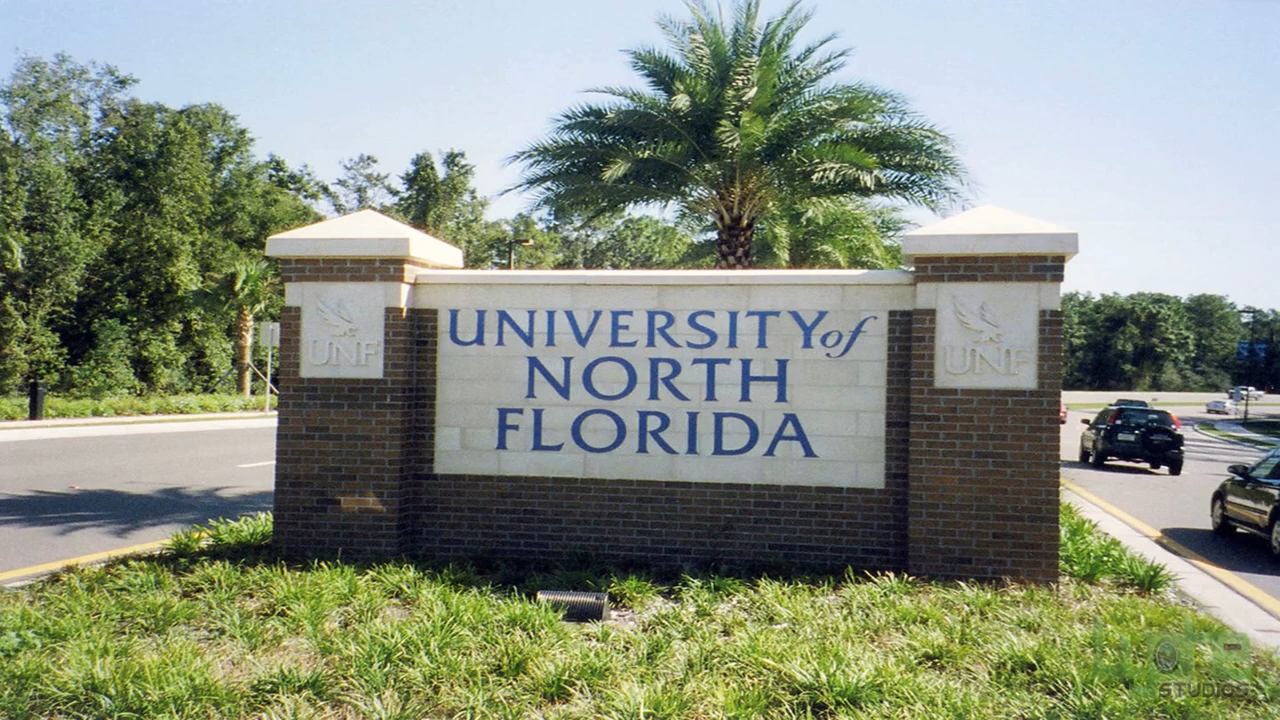 UNIVERSITY of
NORTH
FLORIDA
UNF
UNF
STUDIOS